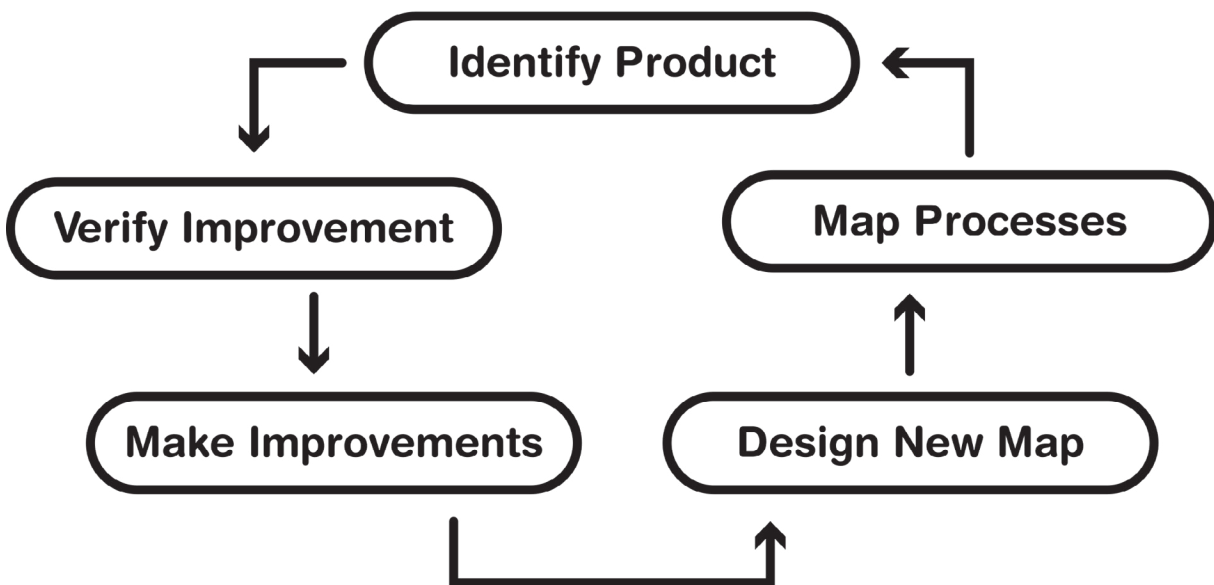 Identify Product
Verify Improvement
Map Processes
Make Improvements
Design New Map